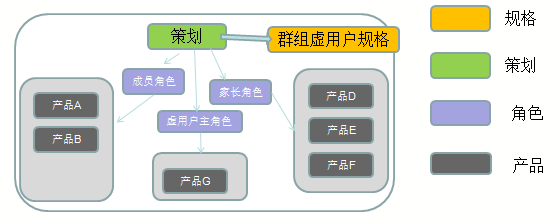 策划
群组虚用户规格
成员角色
家长角色
虚用户主角色
产品A
产品B
产品G
产品D
产品E
产品F
规格
策划
角色
产品